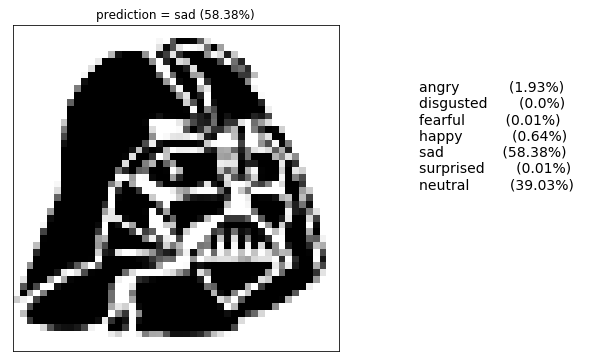 prediction = sad (58.38%)
angry (1.93%)
disgusted (0.0%)
fearful (0.01%)
happy (0.64%)
sad (58.38%)
surprised (0.01%)
neutral (39.03%)